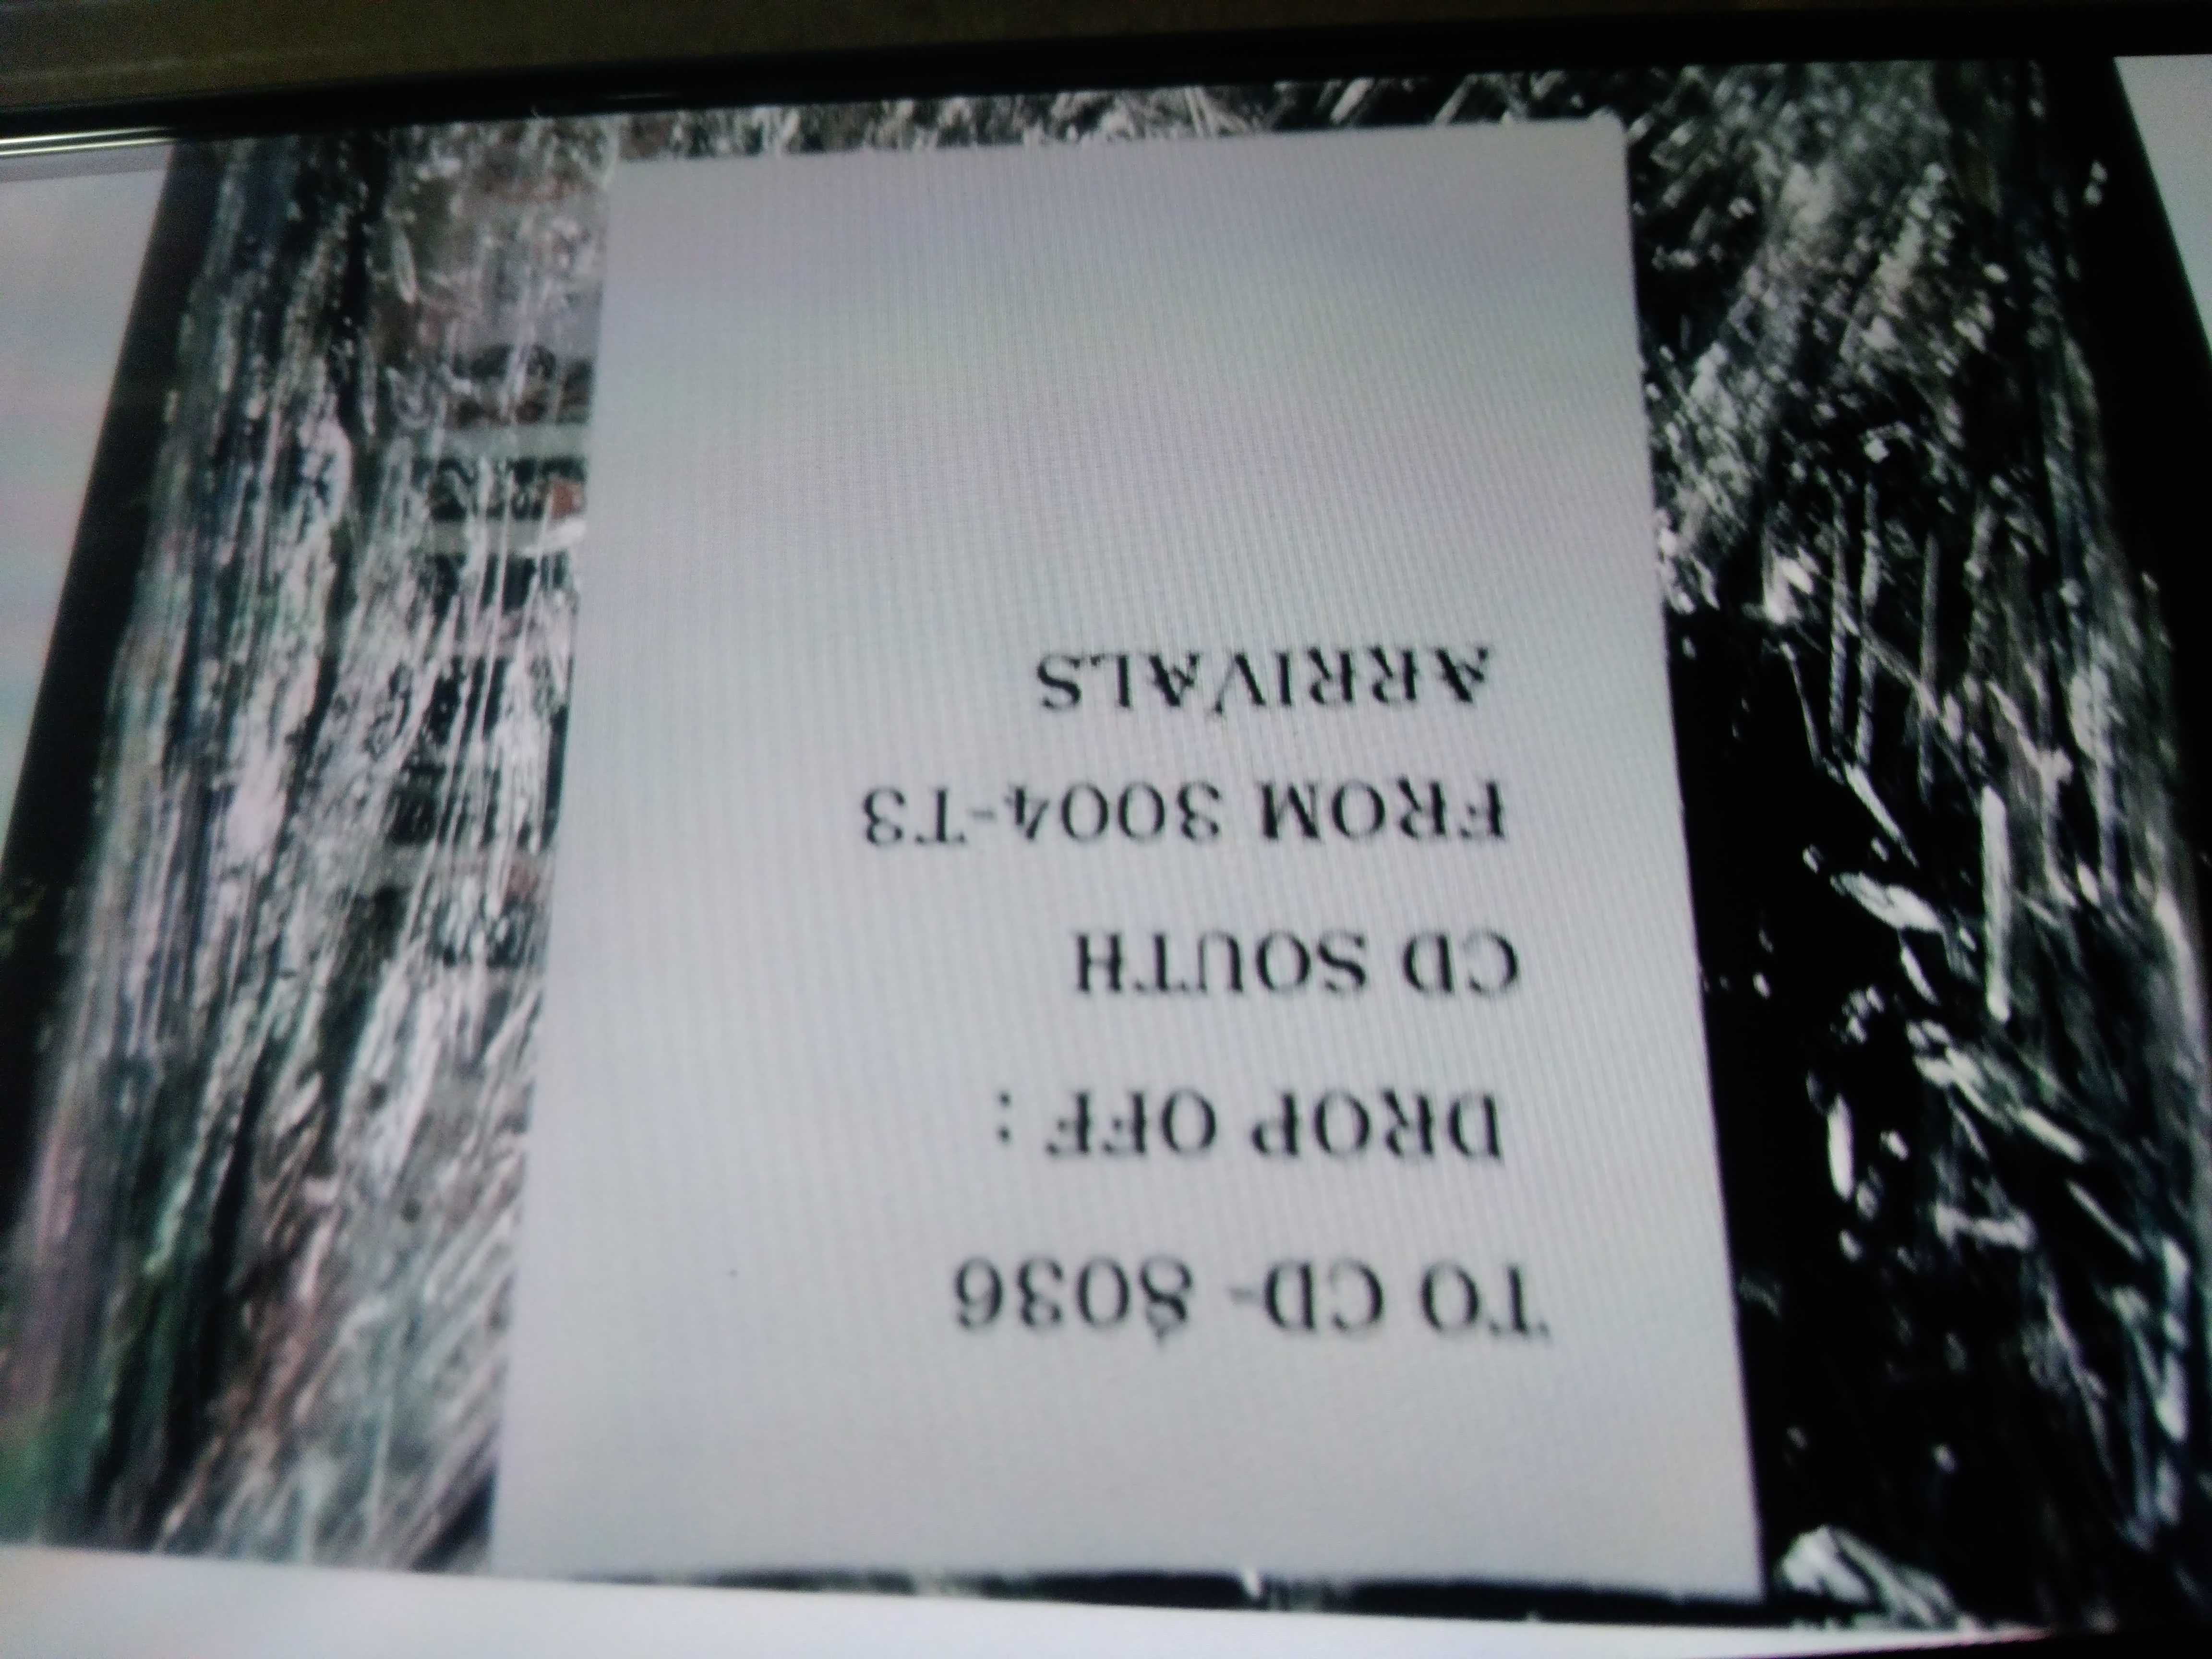 TO CD- 8036
DROP OFF :
CD SOUTH
FROM 3004-T3
ARRIVALS